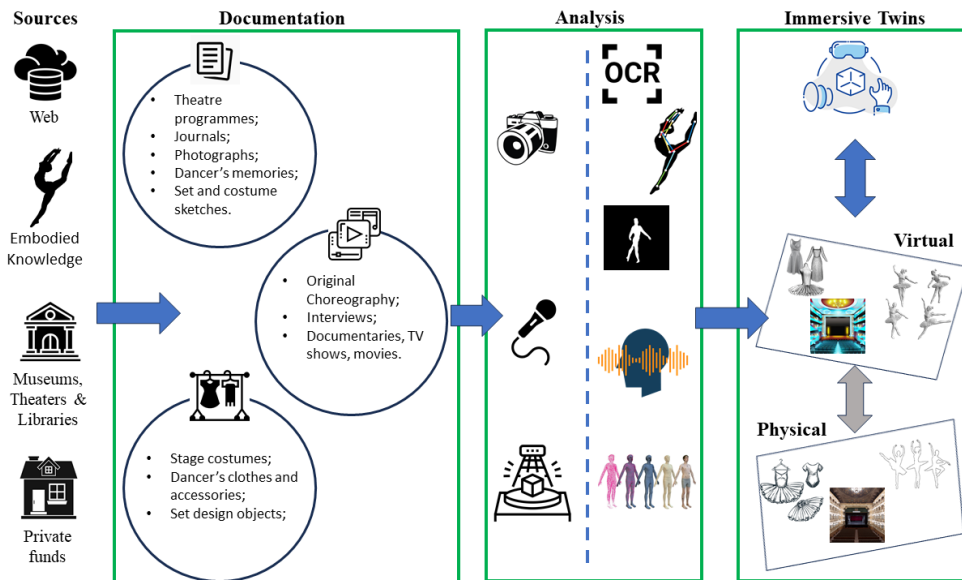 Sources
Documentation
Analysis
Immersive Twins
Web
Embodied
Knowledge
Museums,
Theaters &
Libraries
Private
funds
• Theatre
programmes;
• Journals;
• Photographs;
• Dancer's memories;
• Set and costume
sketches.
• Original
Choreography;
• Interviews;
• Documentaries, TV
shows, movies.
• Stage costumes;
• Dancer's clothes and
accessories;
• Set design objects;
OCR
Virtual
Physical